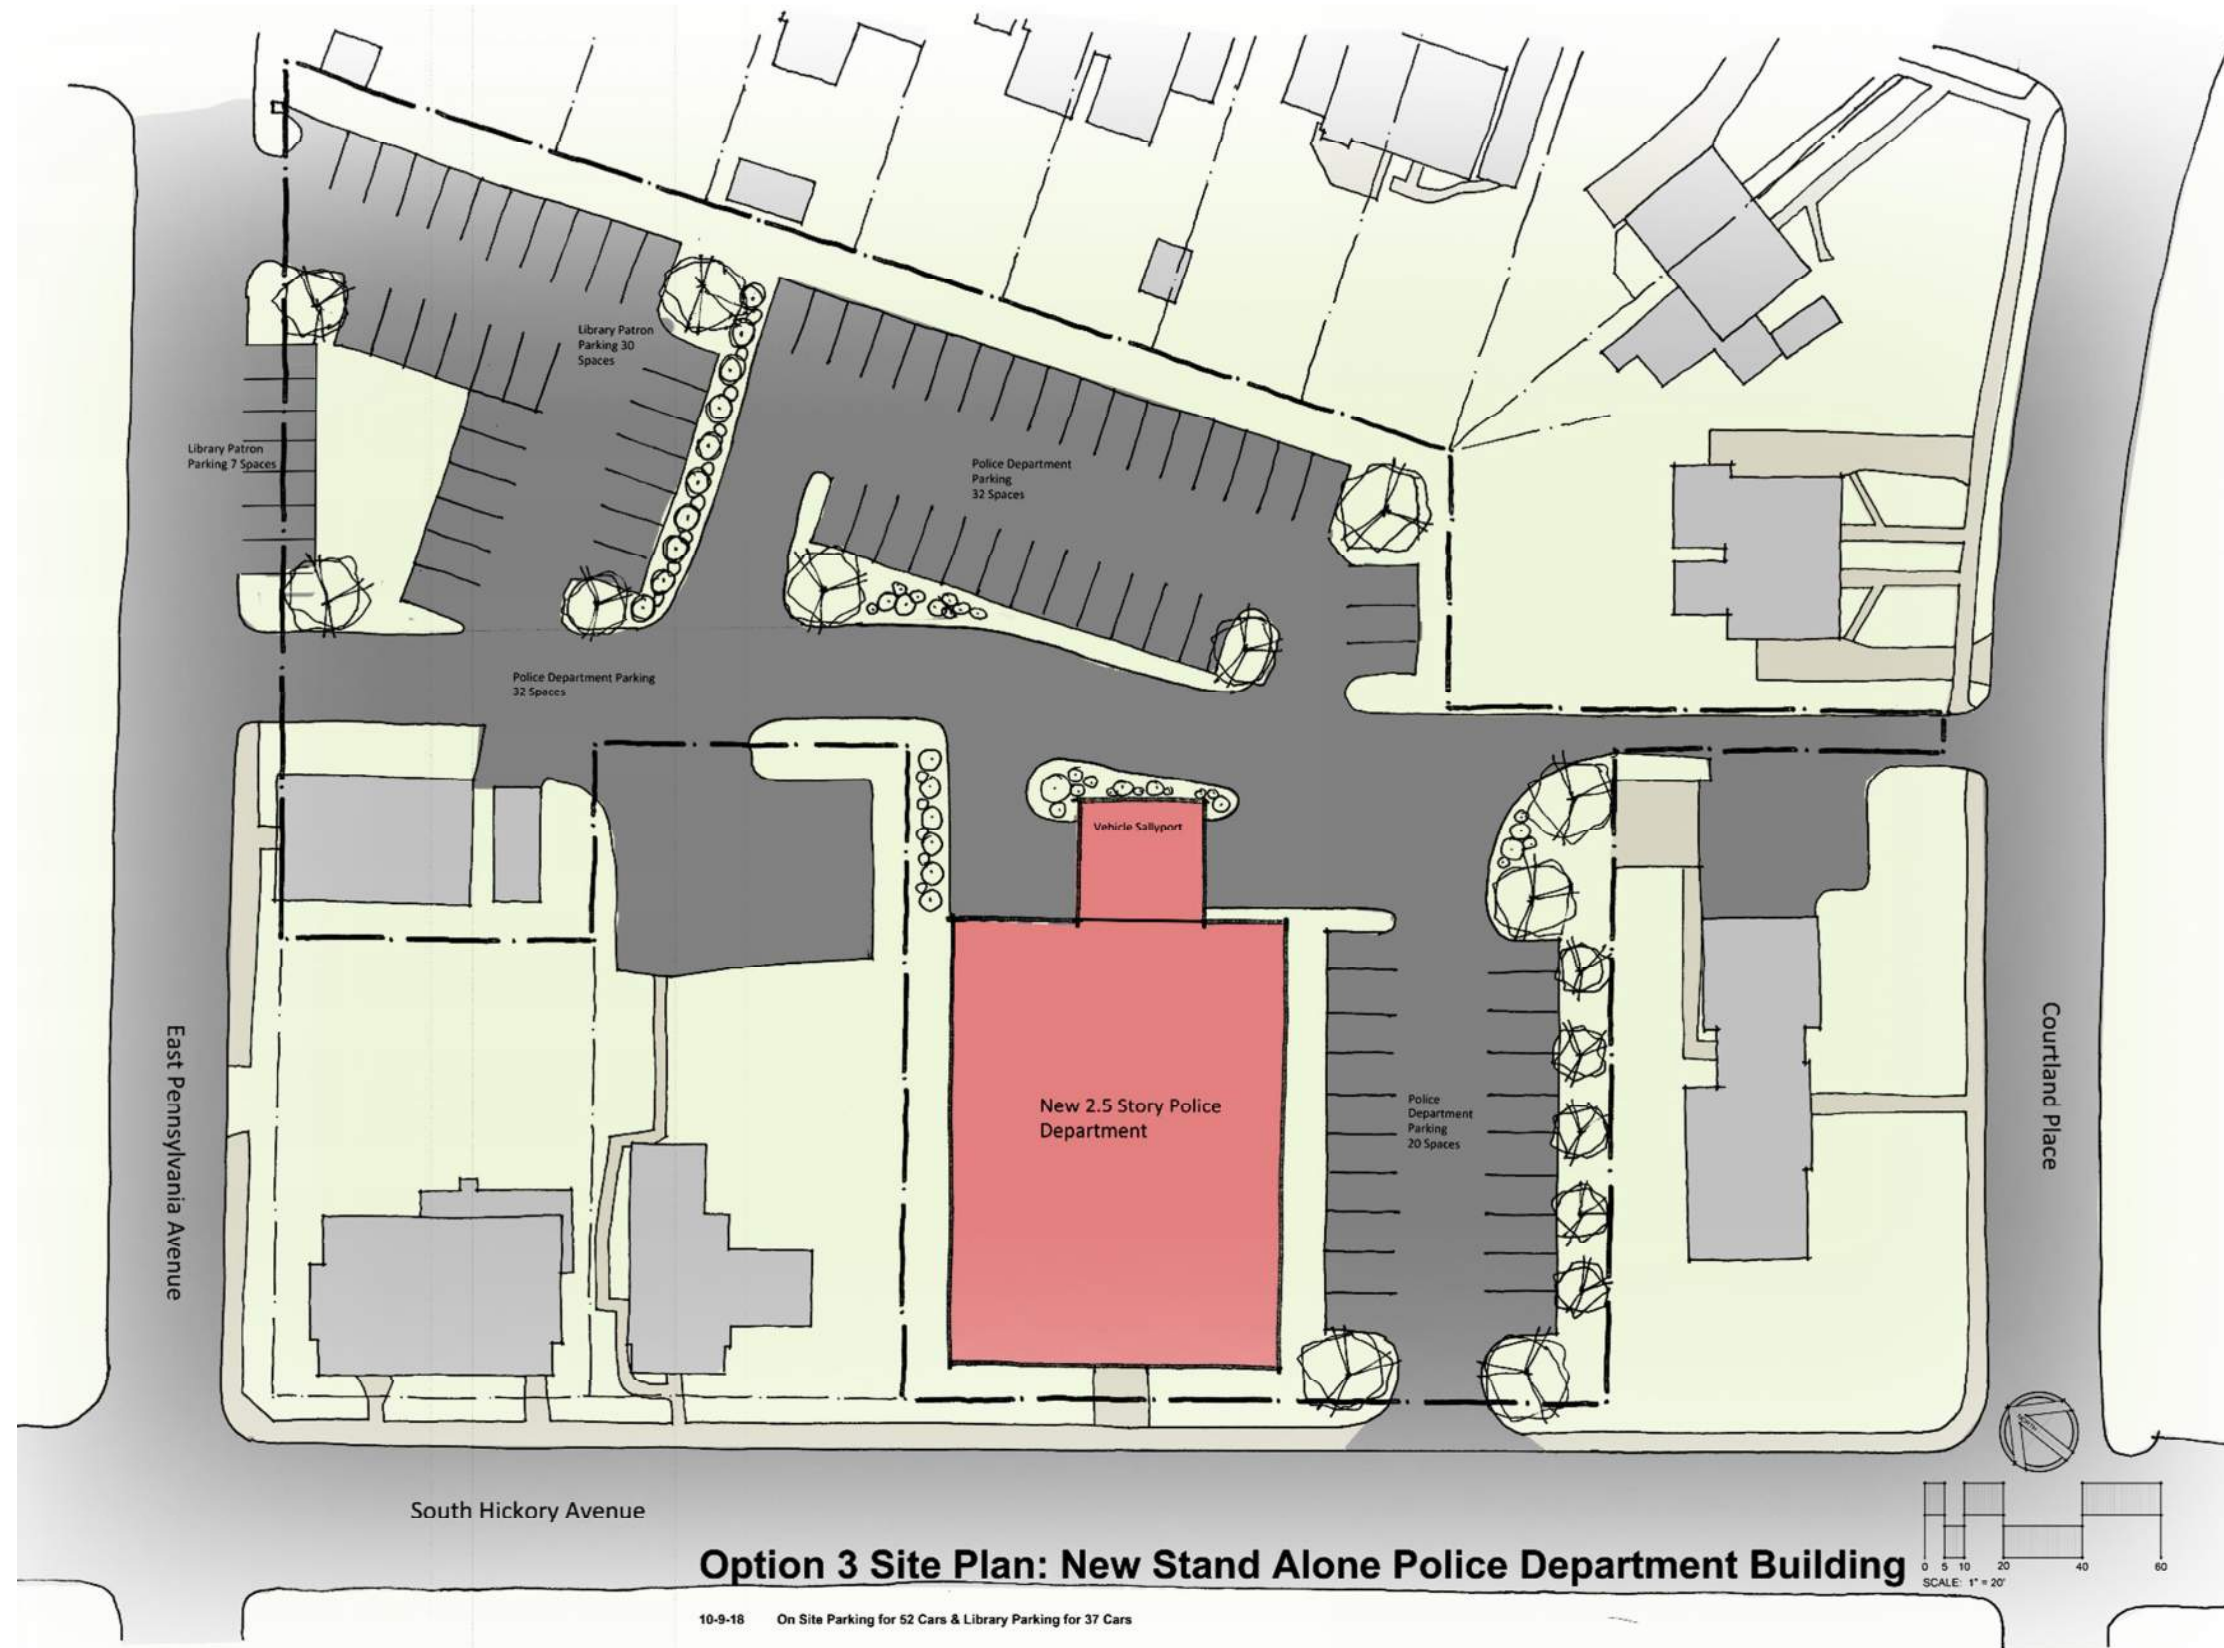 Library Patron
Parking 30
Spaces
Library Patron
Parking 7 Spaces
Police Department
Parking
32 Spaces
Police Department Parking
32 Spaces
Vehicle Sallyport
New 2.5 Story Police
Department
Police
Department
Parking
20 Spaces
East Pennsylvania Avenue
Courtland Place
South Hickory Avenue
Option 3 Site Plan: New Stand Alone Police Department Building
0 5 10 20 40 60
SCALE: 1" = 20'
10-9-18 On Site Parking for 52 Cars & Library Parking for 37 Cars